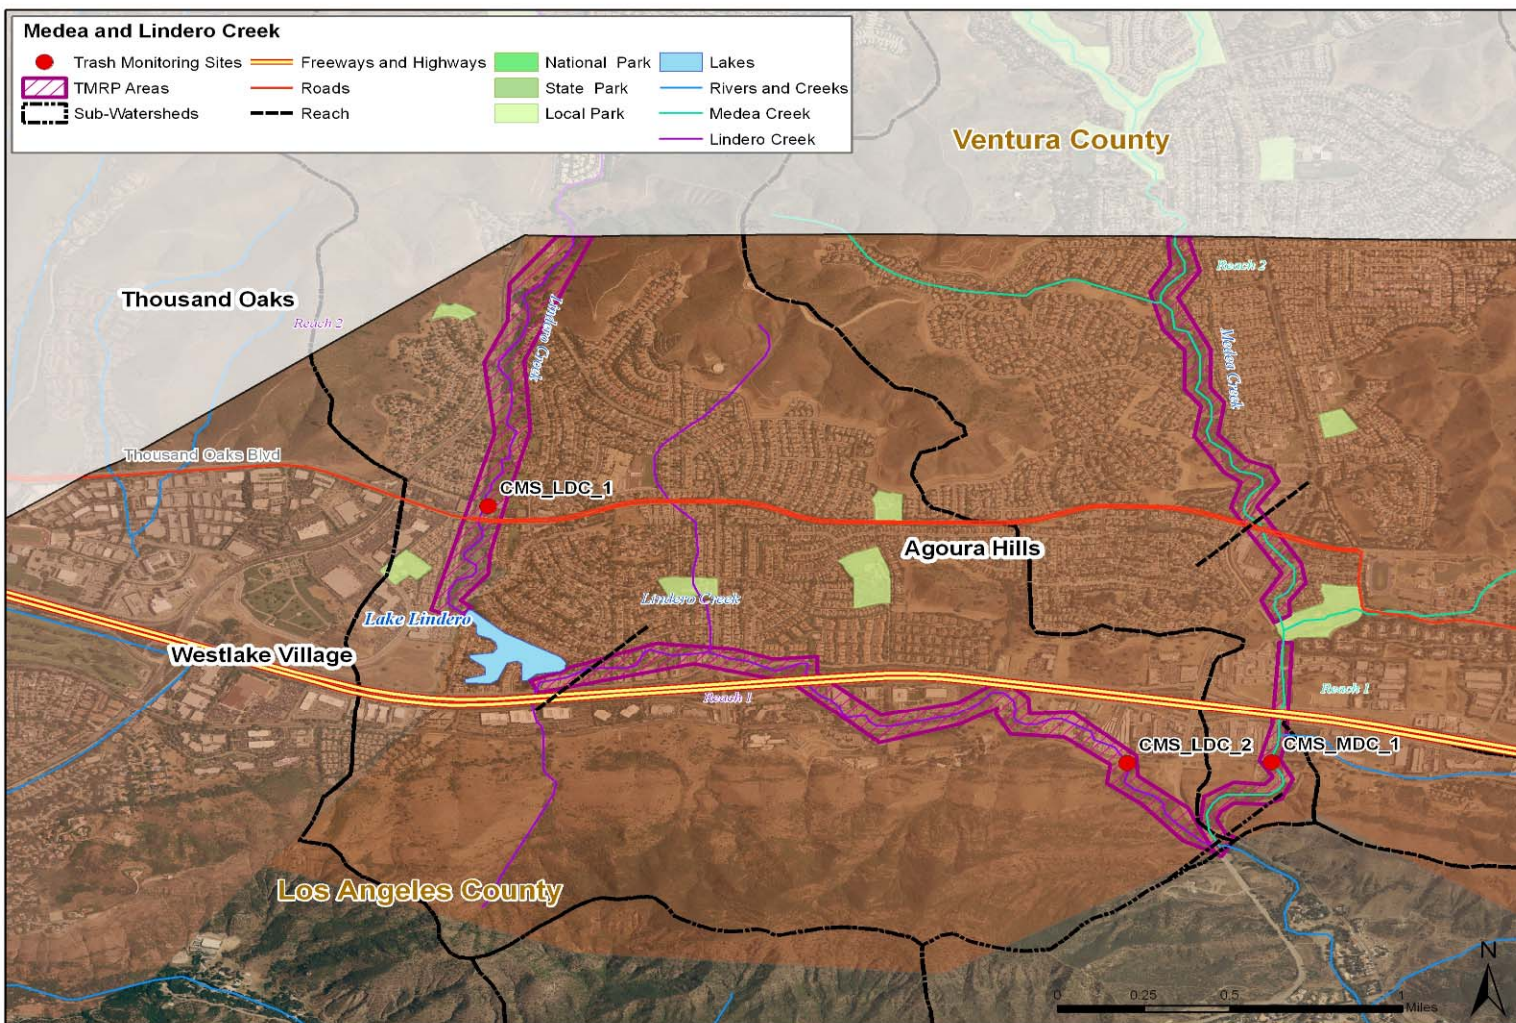 Medea and Lindero Creek
Trash Monitoring Sites
Freeways and Highways
National Park
Lakes
TMRP Areas
Roads
State Park
Rivers and Creeks
Sub-Watersheds
Reach
Local Park
Medea Creek
Lindero Creek
Ventura County
Reach 2
Thousand Oaks
Reach 2
Lindero Creek
Medea Creek
Thousand Oaks Blvd
CMS_LDC_1
Agoura Hills
Lindero Creek
Lake Lindero
Westlake Village
Reach 1
Reach 1
CMS_LDC_2
CMS_MDC_1
Los Angeles County
N
0 0.25 0.5 1
Miles